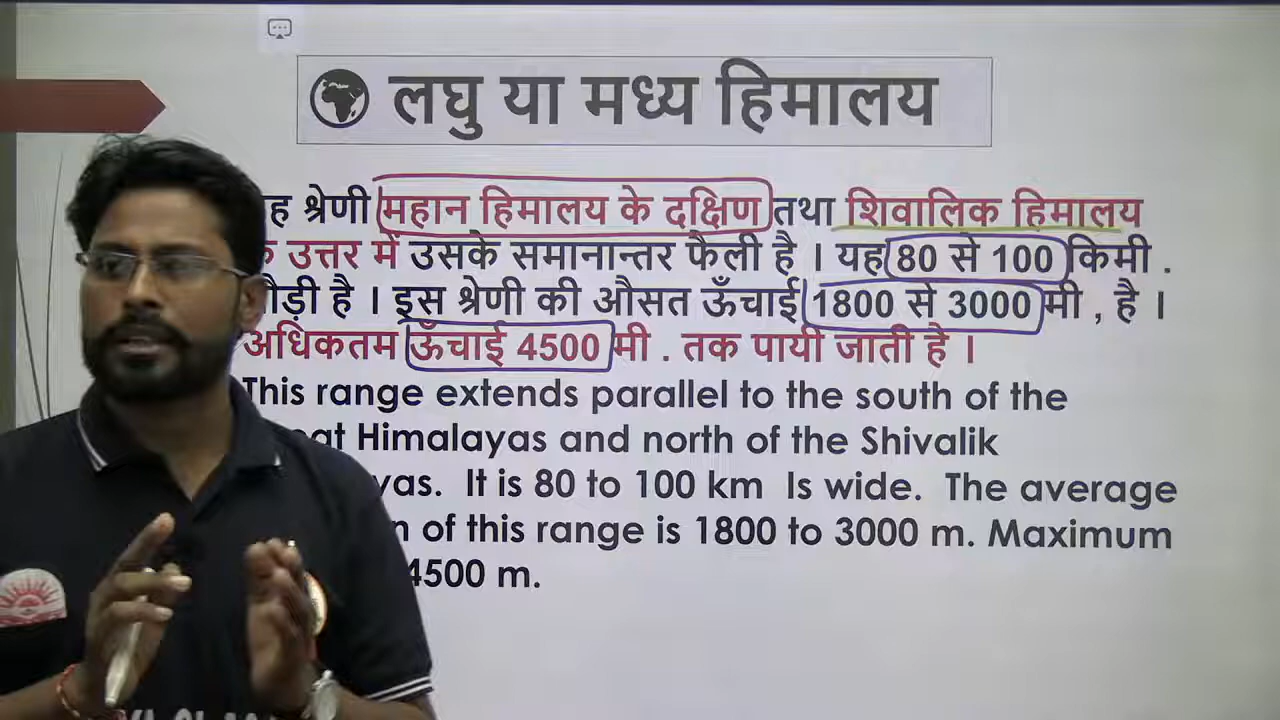 लघु या मध्य हिमालय
श्रेणी महान हिमालय के दक्षिण तथा शिवालिक हिमालय
उत्तर में उसके समानान्तर फैली है । यह 80 से 100 किमी .
है । इस श्रेणी की औसत ऊँचाई 1800 से 3000 मी , है ।
अधिकतम ऊँचाई 4500 मी . तक पायी जाती है ।
This range extends parallel to the south of the
Himalayas and north of the Shivalik
It is 80 to 100 km Is wide. The average
of this range is 1800 to 3000 m. Maximum
4500 m.